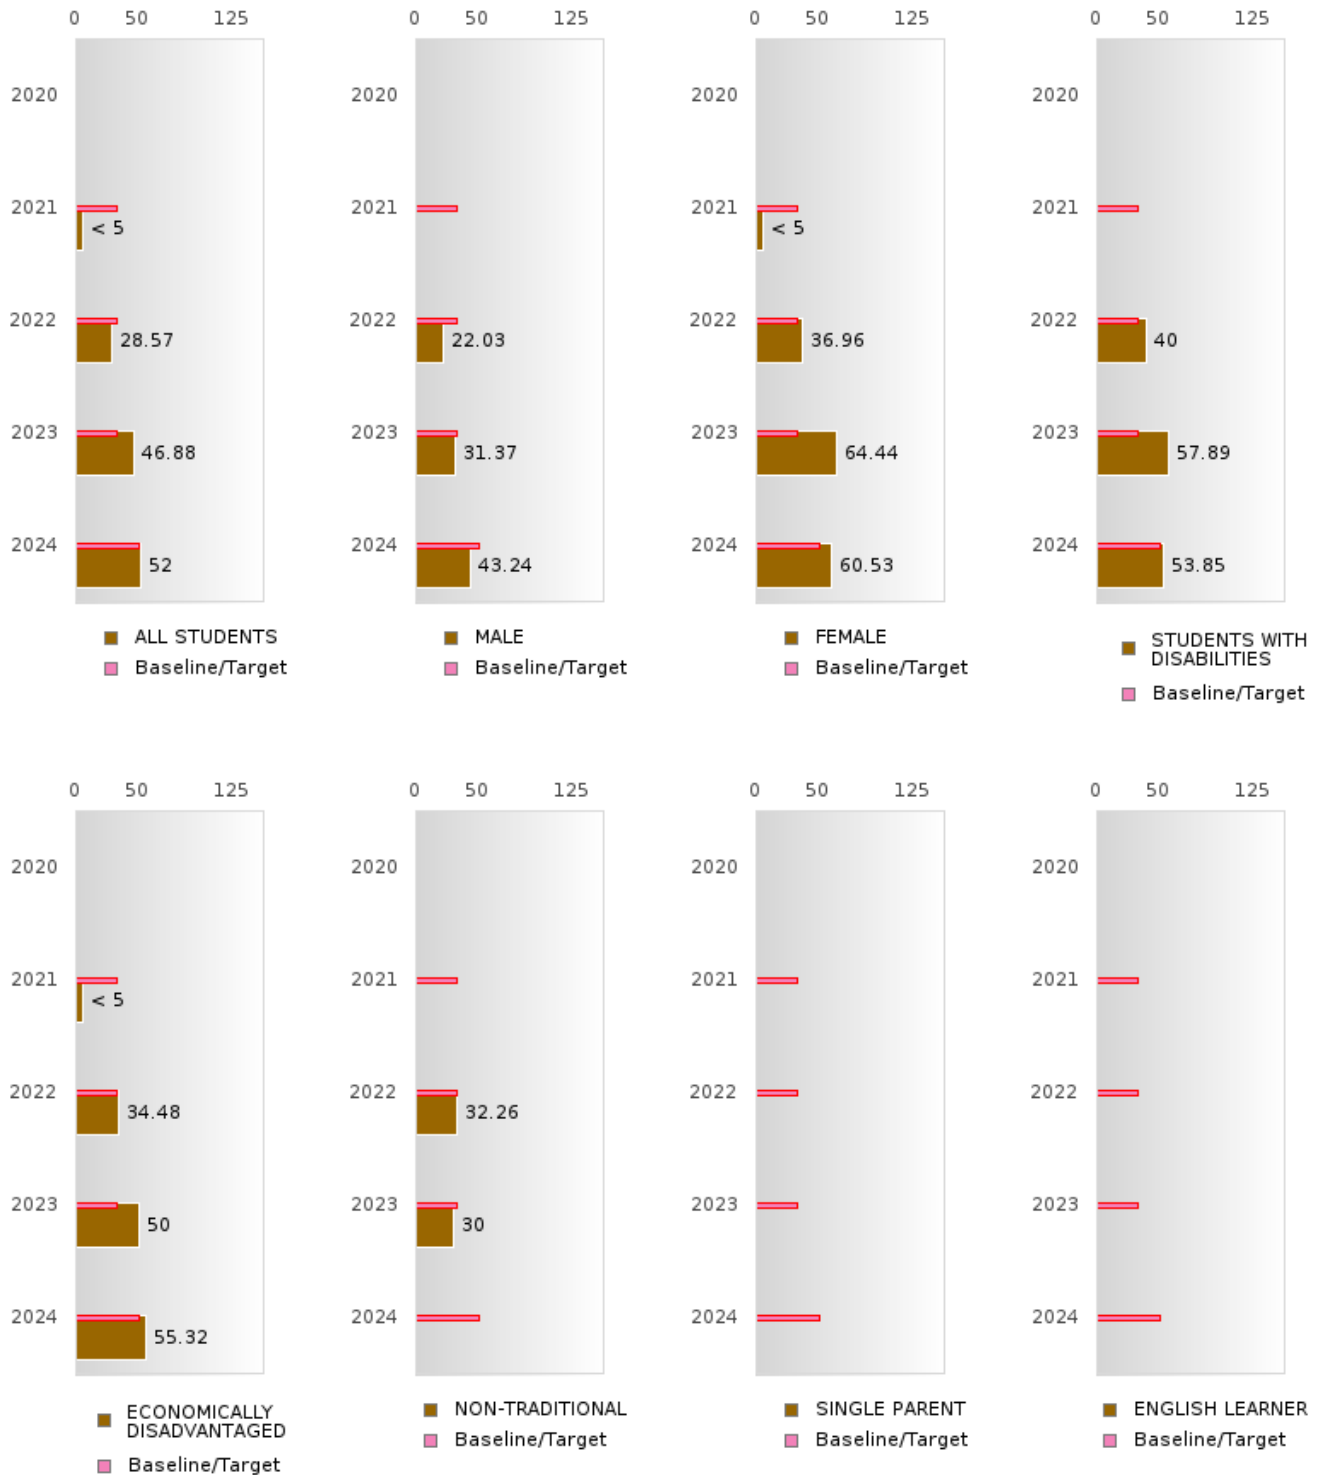 0 50 125
2020
2021
< 5
2022
28.57
2023
46.88
2024
52
ALL STUDENTS
Baseline/Target
0 50 125
2020
2021
2022
22.03
2023
31.37
2024
43.24
MALE
Baseline/Target
0 50 125
2020
2021
< 5
2022
36.96
2023
64.44
2024
60.53
FEMALE
Baseline/Target
0 50 125
2020
2021
2022
40
2023
57.89
2024
53.85
STUDENTS WITH
DISABILITIES
Baseline/Target
0 50 125
2020
2021
< 5
2022
34.48
2023
50
2024
55.32
ECONOMICALLY
DISADVANTAGED
Baseline/Target
0 50 125
2020
2021
2022
32.26
2023
30
2024
NON-TRADITIONAL
Baseline/Target
0 50 125
2020
2021
2022
2023
2024
SINGLE PARENT
Baseline/Target
0 50 125
2020
2021
2022
2023
2024
ENGLISH LEARNER
Baseline/Target